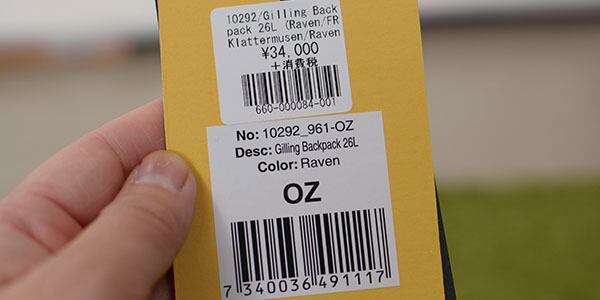 10292/Gilling Back
pack 26L (Raven/FR
Klattermusen/Raven
¥34,000
+消費税
660-000084-001
No: 10292_961-OZ
Desc: Gilling Backpack 26L
Color: Raven
OZ
7 340036 491117